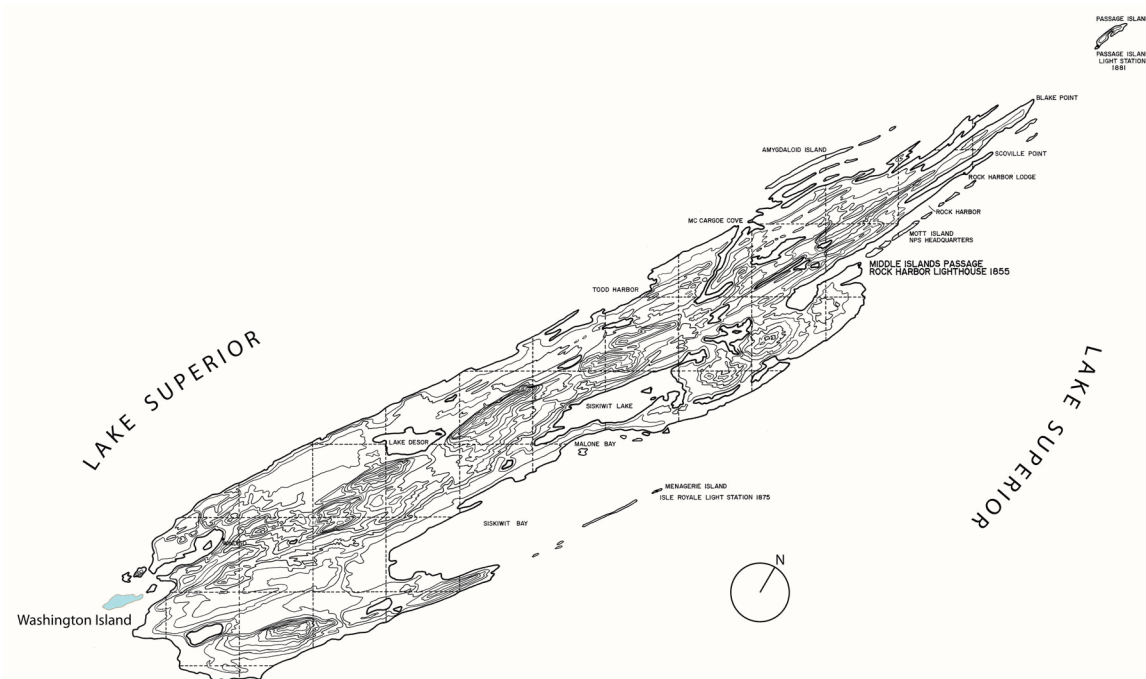 PASSAGE ISLAN
PASSAGE ISLAN
LIGHT STATION
1881
BLAKE POINT
AMYGDALOID ISLAND
SCOVILLE POINT
ROCK HARBOR LODGE
ROCK HARBOR
MC CARGOE COVE
MOTT ISLAND
NPS HEADQUARTERS
MIDDLE ISLANDS PASSAGE
ROCK HARBOR LIGHTHOUSE 1855
TODD HARBOR
LAKE SUPERIOR
LAKE SUPERIOR
SISKIWIT LAKE
LAKE DESOR
MALONE BAY
MENAGERIE ISLAND
ISLE ROYALE LIGHT STATION 1875
SISKIWIT BAY
N
Washington Island